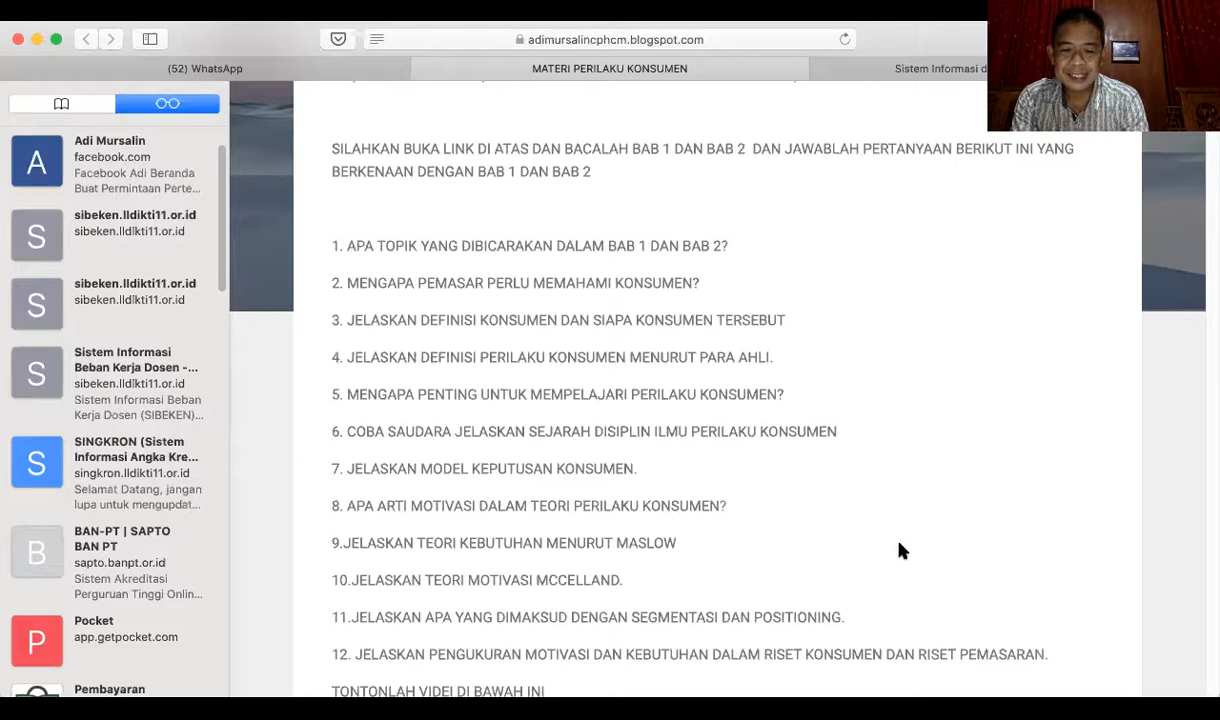 adimursalincphcm.blogspot.com
(52) WhatsApp
MATERI PERILAKU KONSUMEN
Sistem Informasi d
A
Adi Mursalin
facebook.com
Facebook Adi Beranda
Buat Permintaan Perte...
S
sibeken.lldikti11.or.id
sibeken.lldikti11.or.id
S
sibeken.lldikti11.or.id
sibeken.lldikti11.or.id
S
Sistem Informasi
Beban Kerja Dosen -...
sibeken.lldikti11.or.id
Sistem Informasi Beban
Kerja Dosen (SIBEKEN)...
S
SINGKRON (Sistem
Informasi Angka Kre...
singkron.lldikti11.or.id
Selamat Datang, jangan
lupa untuk mengupdat...
B
BAN-PT | SAPTO
BAN PT
sapto.banpt.or.id
Sistem Akreditasi
Perguruan Tinggi Onlin...
P
Pocket
app.getpocket.com
Pembayaran
SILAHKAN BUKA LINK DI ATAS DAN BACALAH BAB 1 DAN BAB 2 DAN JAWABLAH PERTANYAAN BERIKUT INI YANG
BERKENAAN DENGAN BAB 1 DAN BAB 2
1. APA TOPIK YANG DIBICARAKAN DALAM BAB 1 DAN BAB 2?
2. MENGAPA PEMASAR PERLU MEMAHAMI KONSUMEN?
3. JELASKAN DEFINISI KONSUMEN DAN SIAPA KONSUMEN TERSEBUT
4. JELASKAN DEFINISI PERILAKU KONSUMEN MENURUT PARA AHLI.
5. MENGAPA PENTING UNTUK MEMPELAJARI PERILAKU KONSUMEN?
6. COBA SAUDARA JELASKAN SEJARAH DISIPLIN ILMU PERILAKU KONSUMEN
7. JELASKAN MODEL KEPUTUSAN KONSUMEN.
8. APA ARTI MOTIVASI DALAM TEORI PERILAKU KONSUMEN?
9.JELASKAN TEORI KEBUTUHAN MENURUT MASLOW
10.JELASKAN TEORI MOTIVASI MCCELLAND.
11.JELASKAN APA YANG DIMAKSUD DENGAN SEGMENTASI DAN POSITIONING.
12. JELASKAN PENGUKURAN MOTIVASI DAN KEBUTUHAN DALAM RISET KONSUMEN DAN RISET PEMASARAN.
TONTONLAH VIDEI DI BAWAH INI